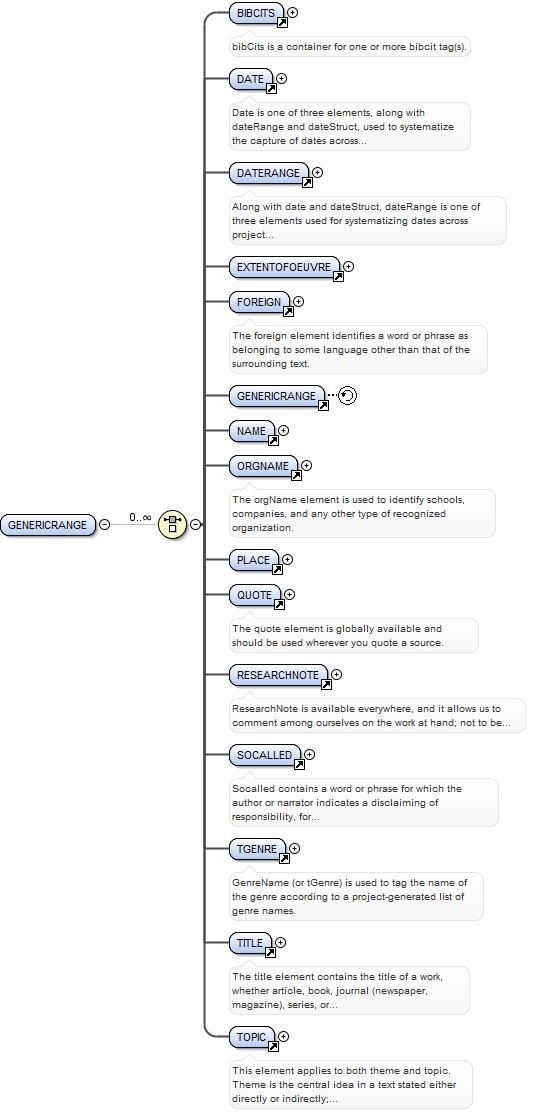 BIBCITS
bibCits is a container for one or more bibcit tag(s).
DATE
Date is one of three elements, along with
dateRange and dateStruct, used to systematize
the capture of dates across...
DATERANGE
Along with date and dateStruct, dateRange is one of
three elements used for systematizing dates across
project...
EXTENTOFOEUVRE
FOREIGN
The foreign element identifies a word or phrase as
belonging to some language other than that of the
surrounding text.
GENERICRANGE
NAME
ORGNAME
The orgName element is used to identify schools,
companies, and any other type of recognized
organization.
GENERICRANGE 0..∞
PLACE
QUOTE
The quote element is globally available and
should be used wherever you quote a source.
RESEARCHNOTE
ResearchNote is available everywhere, and it allows us to
comment among ourselves on the work at hand; not to be...
SOCALLED
Socalled contains a word or phrase for which the
author or narrator indicates a disclaiming of
responsibility, for...
TGENRE
GenreName (or tGenre) is used to tag the name of
the genre according to a project-generated list of
genre names.
TITLE
The title element contains the title of a work,
whether article, book, journal (newspaper,
magazine), series, or...
TOPIC
This element applies to both theme and topic.
Theme is the central idea in a text stated either
directly or indirectly;...